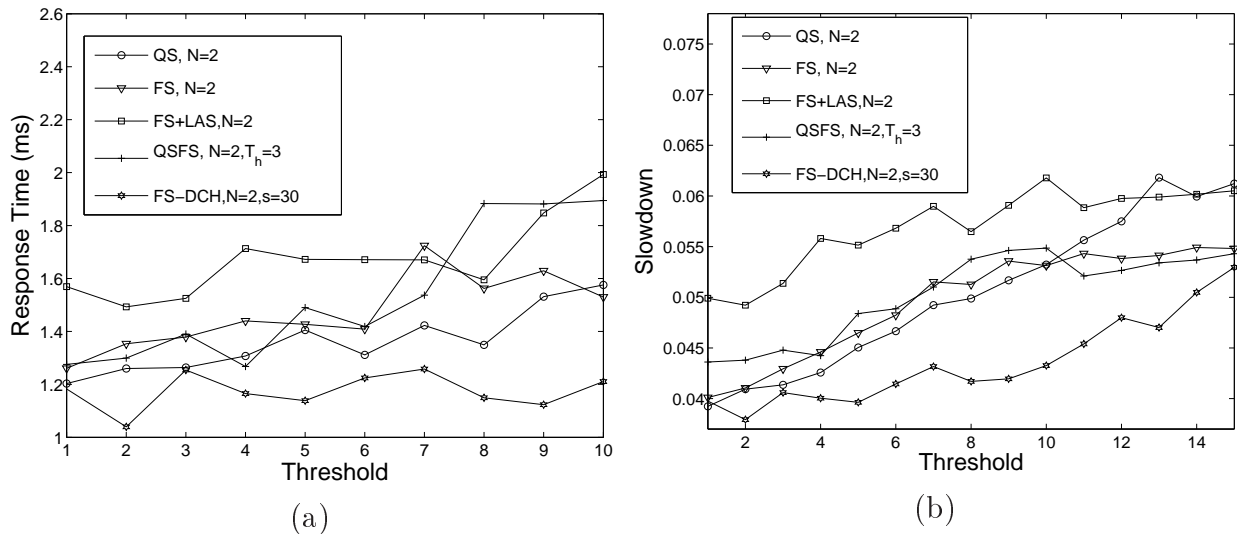 2.6
2.4
2.2
2
1.8
1.6
1.4
1.2
1
Response Time (ms)
QS, N=2
FS, N=2
FS+LAS,N=2
QSFS, N=2,T_h=3
FS−DCH,N=2,s=30
1 2 3 4 5 6 7 8 9 10
Threshold
(a)
0.075
0.07
0.065
0.06
0.055
0.05
0.045
0.04
Slowdown
QS, N=2
FS, N=2
FS+LAS,N=2
QSFS, N=2,T_h=3
FS−DCH,N=2,s=30
2 4 6 8 10 12 14
Threshold
(b)